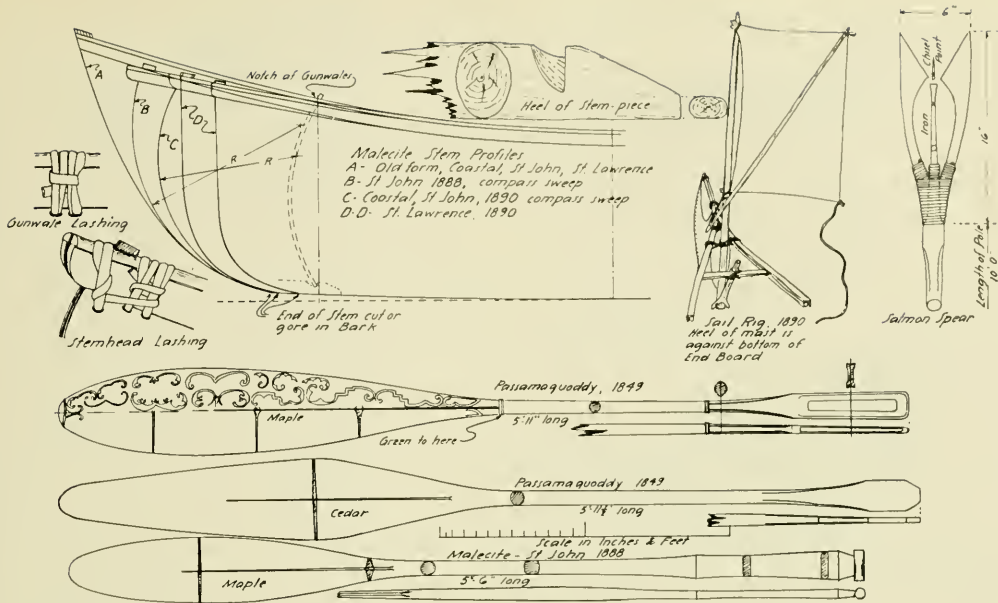 A
B
C
D
R
R
Notch of Gunwales
Heel of Stem-piece
Malecite Stem Profiles
A- Old form, Coastal, St John, St. Lawrence
B- St John 1888, compass sweep
C- Coastal, St John, 1890 compass sweep
D-D- St. Lawrence, 1890
Gunwale Lashing
Stemhead Lashing
End of Stem cut or
gore in Bark
Sail Rig, 1890
Heel of mast is
against bottom of
End Board
6"
Chisel
Point
Iron
16"
Length of Pole
10'0"
Salmon Spear
Passamaquoddy, 1849
Maple
5'11" long
Green to here
Passamaquoddy 1849
Cedar
5'11½" long
Scale in Inches & Feet
Malecite - St John 1888
Maple
5'-6" long